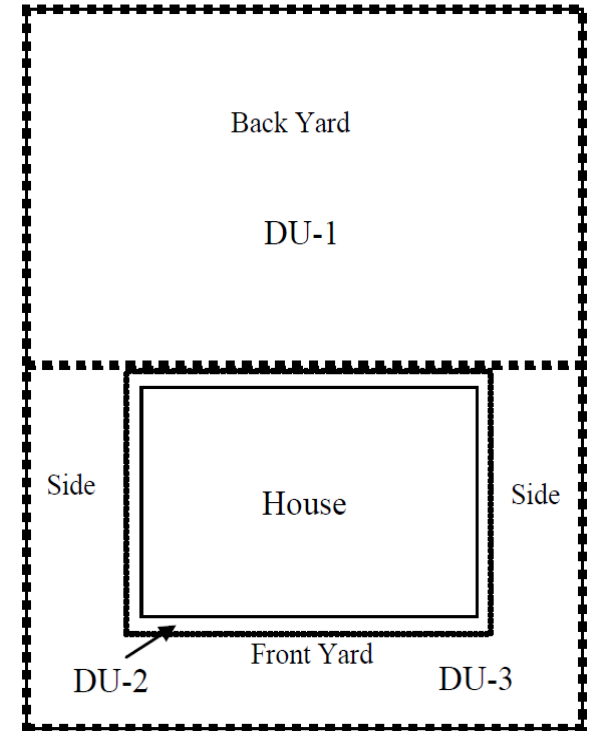 Back Yard
DU-1
Side
House
Side
Front Yard
DU-2
DU-3